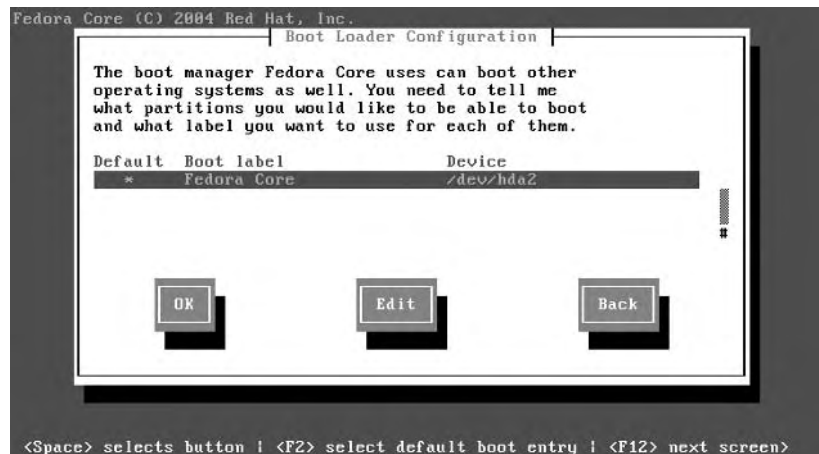 Fedora Core (C) 2004 Red Hat, Inc.
Boot Loader Configuration
The boot manager Fedora Core uses can boot other
operating systems as well. You need to tell me
what partitions you would like to be able to boot
and what label you want to use for each of them.
Default Boot label Device
* Fedora Core /dev/hda2
#
OK Edit Back
<Space> selects button | <F2> select default boot entry | <F12> next screen>